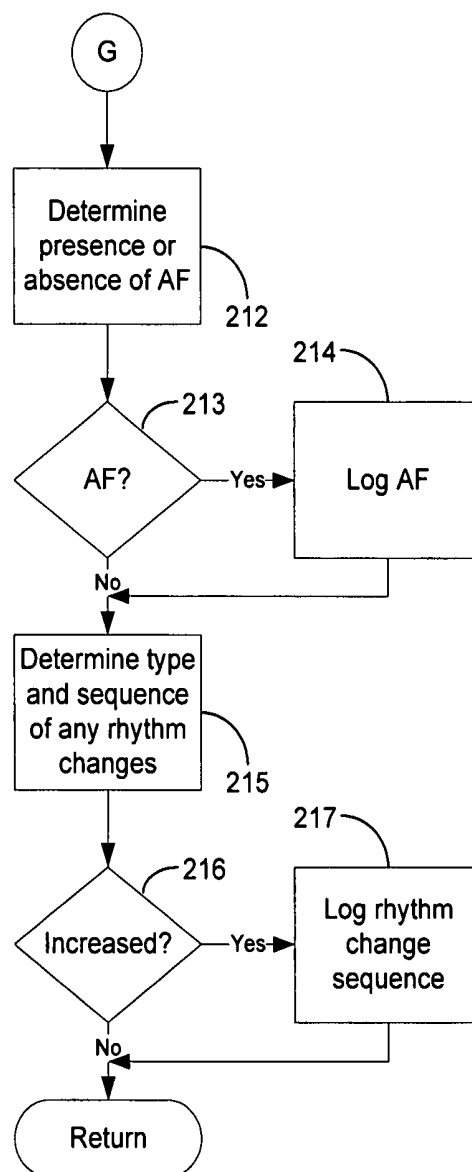 G
Determine
presence or
absence of AF
212
214
213
AF?
Yes
Log AF
No
Determine type
and sequence
of any rhythm
changes
215
217
216
Increased?
Yes
Log rhythm
change
sequence
No
Return